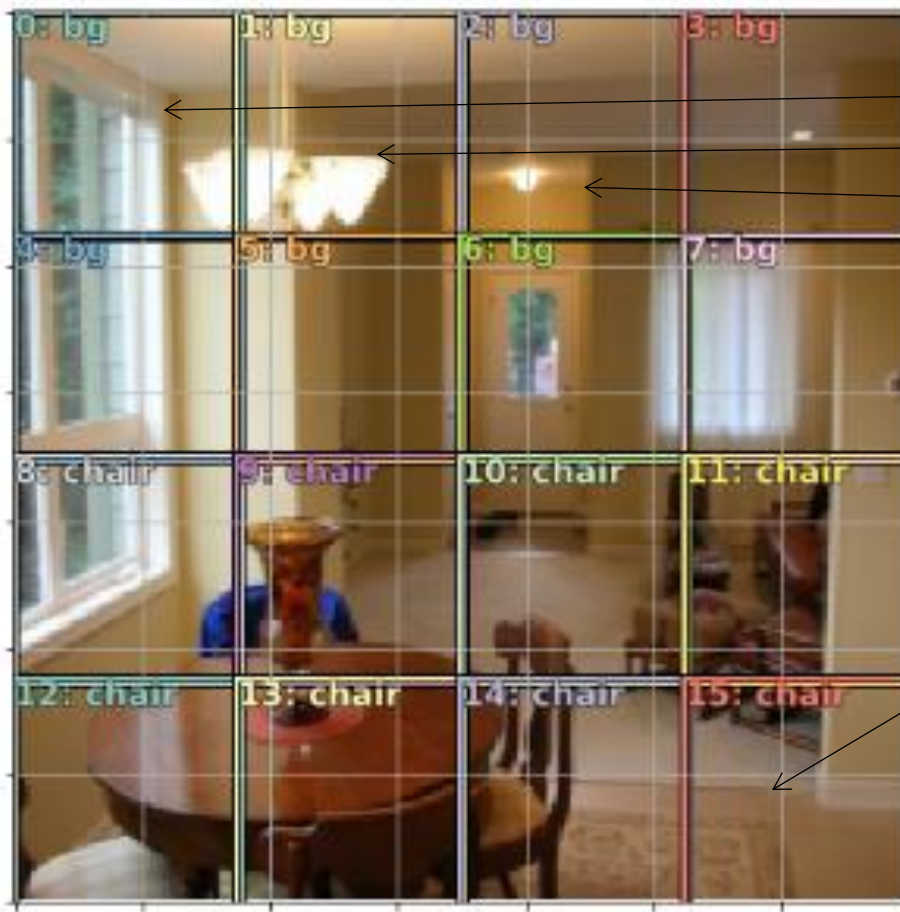 0: bg 1: bg 2: bg 3: bg
4: bg 5: bg 6: bg 7: bg
8: chair 9: chair 10: chair 11: chair
12: chair 13: chair 14: chair 15: chair